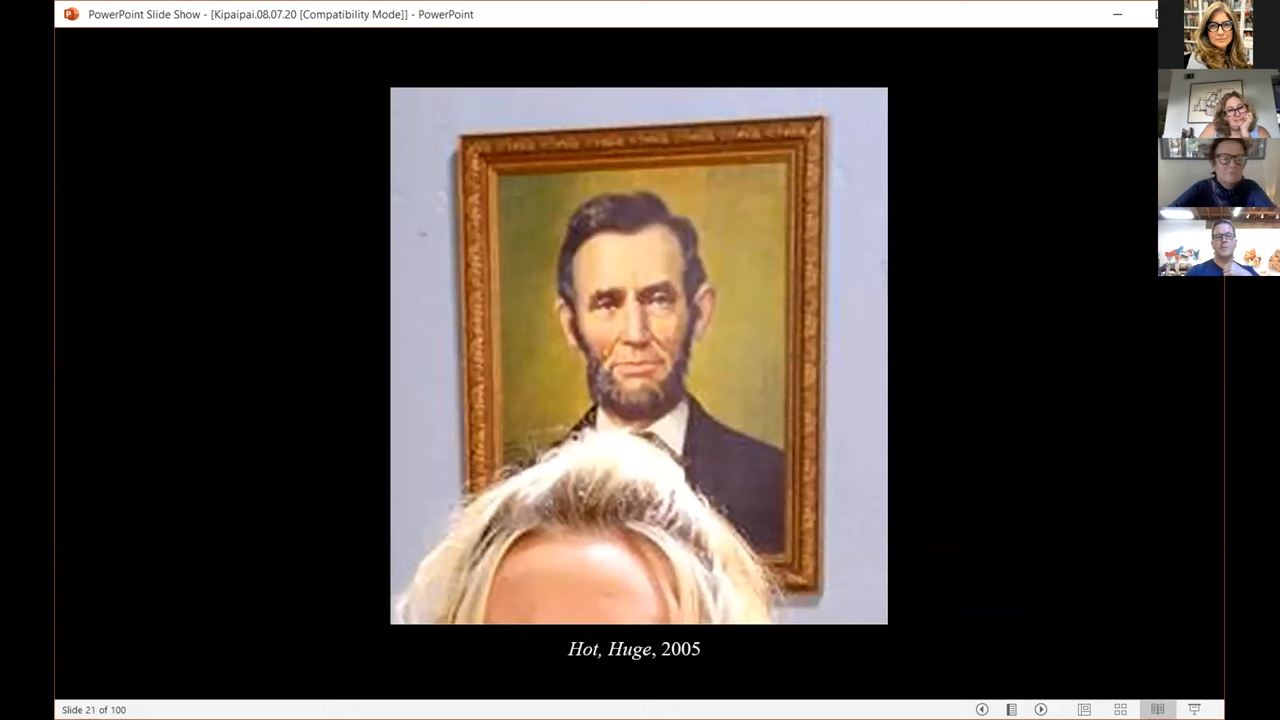 PowerPoint Slide Show - [Kipaipai.08.07.20 [Compatibility Mode]] - PowerPoint
Hot, Huge, 2005
Slide 21 of 100